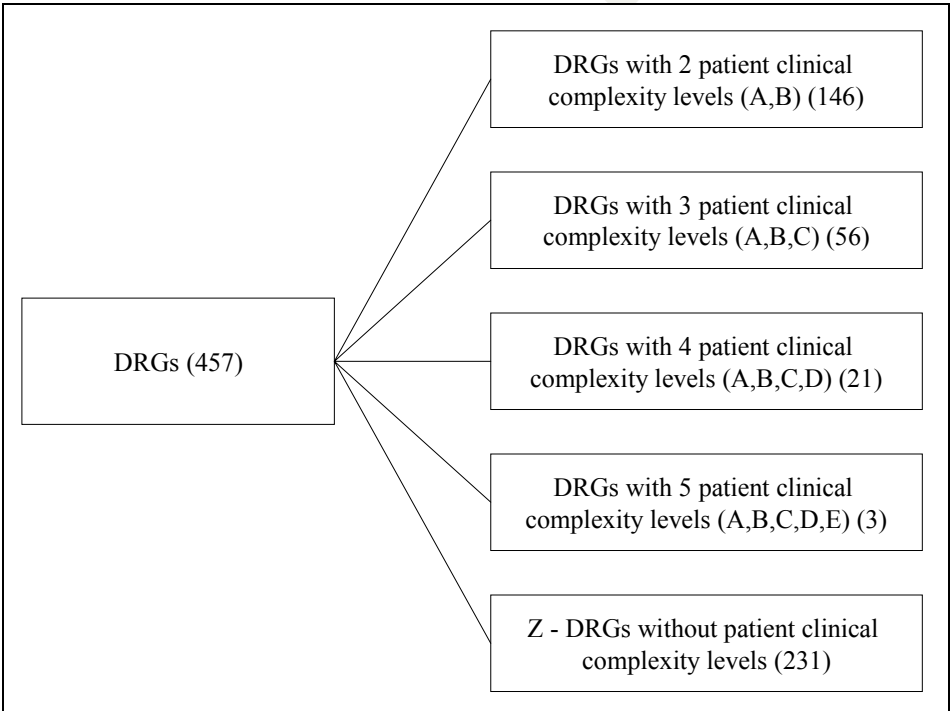 DRGs (457)
DRGs with 2 patient clinical
complexity levels (A,B) (146)
DRGs with 3 patient clinical
complexity levels (A,B,C) (56)
DRGs with 4 patient clinical
complexity levels (A,B,C,D) (21)
DRGs with 5 patient clinical
complexity levels (A,B,C,D,E) (3)
Z - DRGs without patient clinical
complexity levels (231)